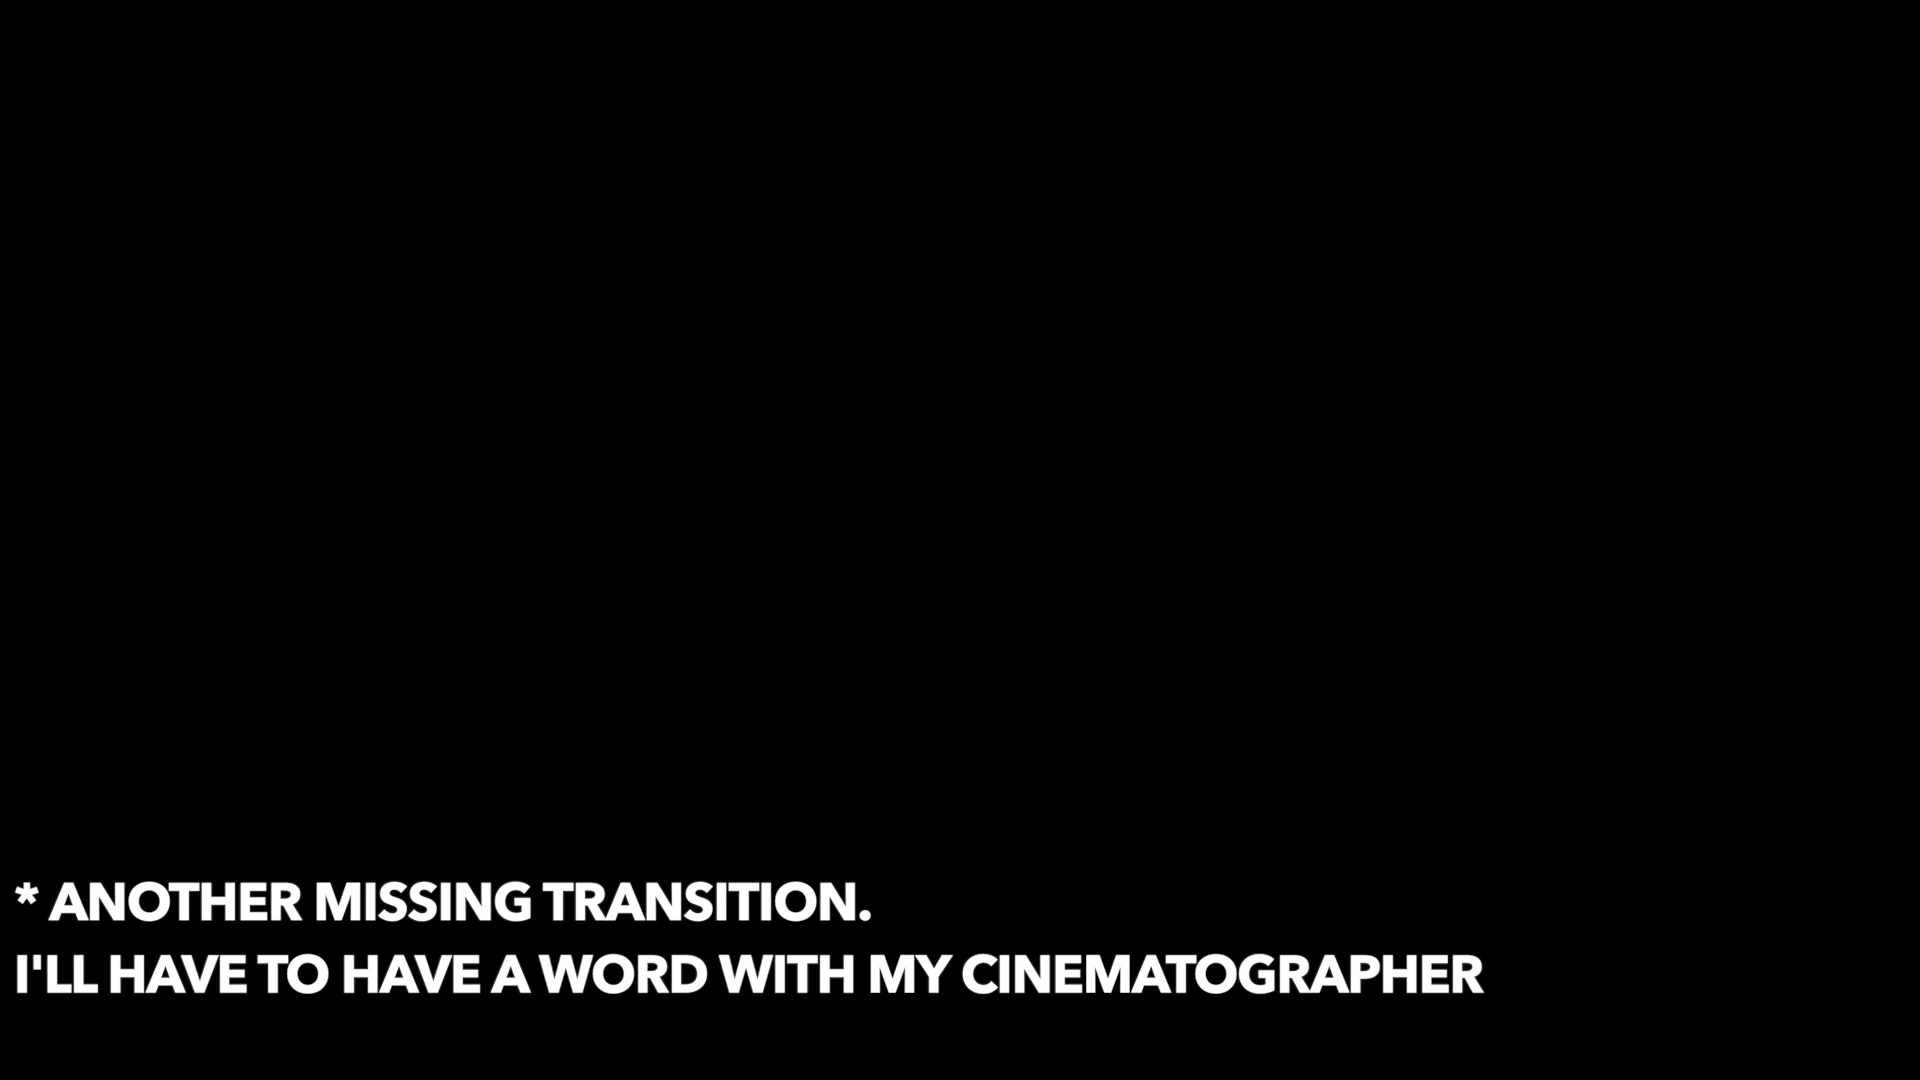 * ANOTHER MISSING TRANSITION.
I'LL HAVE TO HAVE A WORD WITH MY CINEMATOGRAPHER